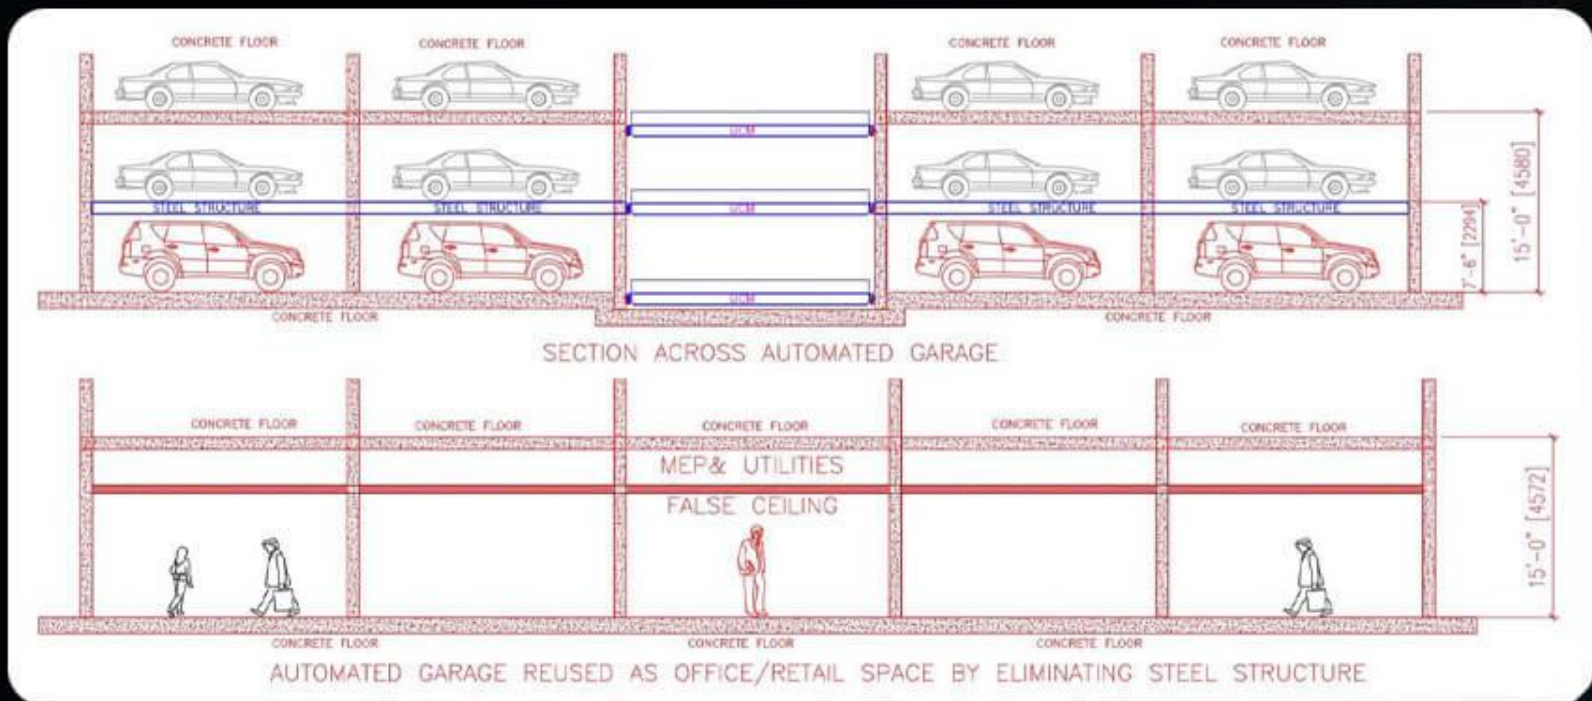 CONCRETE FLOOR
CONCRETE FLOOR
CONCRETE FLOOR
CONCRETE FLOOR
UCM
STEEL STRUCTURE
STEEL STRUCTURE
UCM
STEEL STRUCTURE
STEEL STRUCTURE
7'-6" [2294]
15'-0" [4580]
UCM
CONCRETE FLOOR
CONCRETE FLOOR
SECTION ACROSS AUTOMATED GARAGE
CONCRETE FLOOR
CONCRETE FLOOR
CONCRETE FLOOR
CONCRETE FLOOR
CONCRETE FLOOR
MEP& UTILITIES
FALSE CEILING
15'-0" [4572]
CONCRETE FLOOR
CONCRETE FLOOR
CONCRETE FLOOR
AUTOMATED GARAGE REUSED AS OFFICE/RETAIL SPACE BY ELIMINATING STEEL STRUCTURE